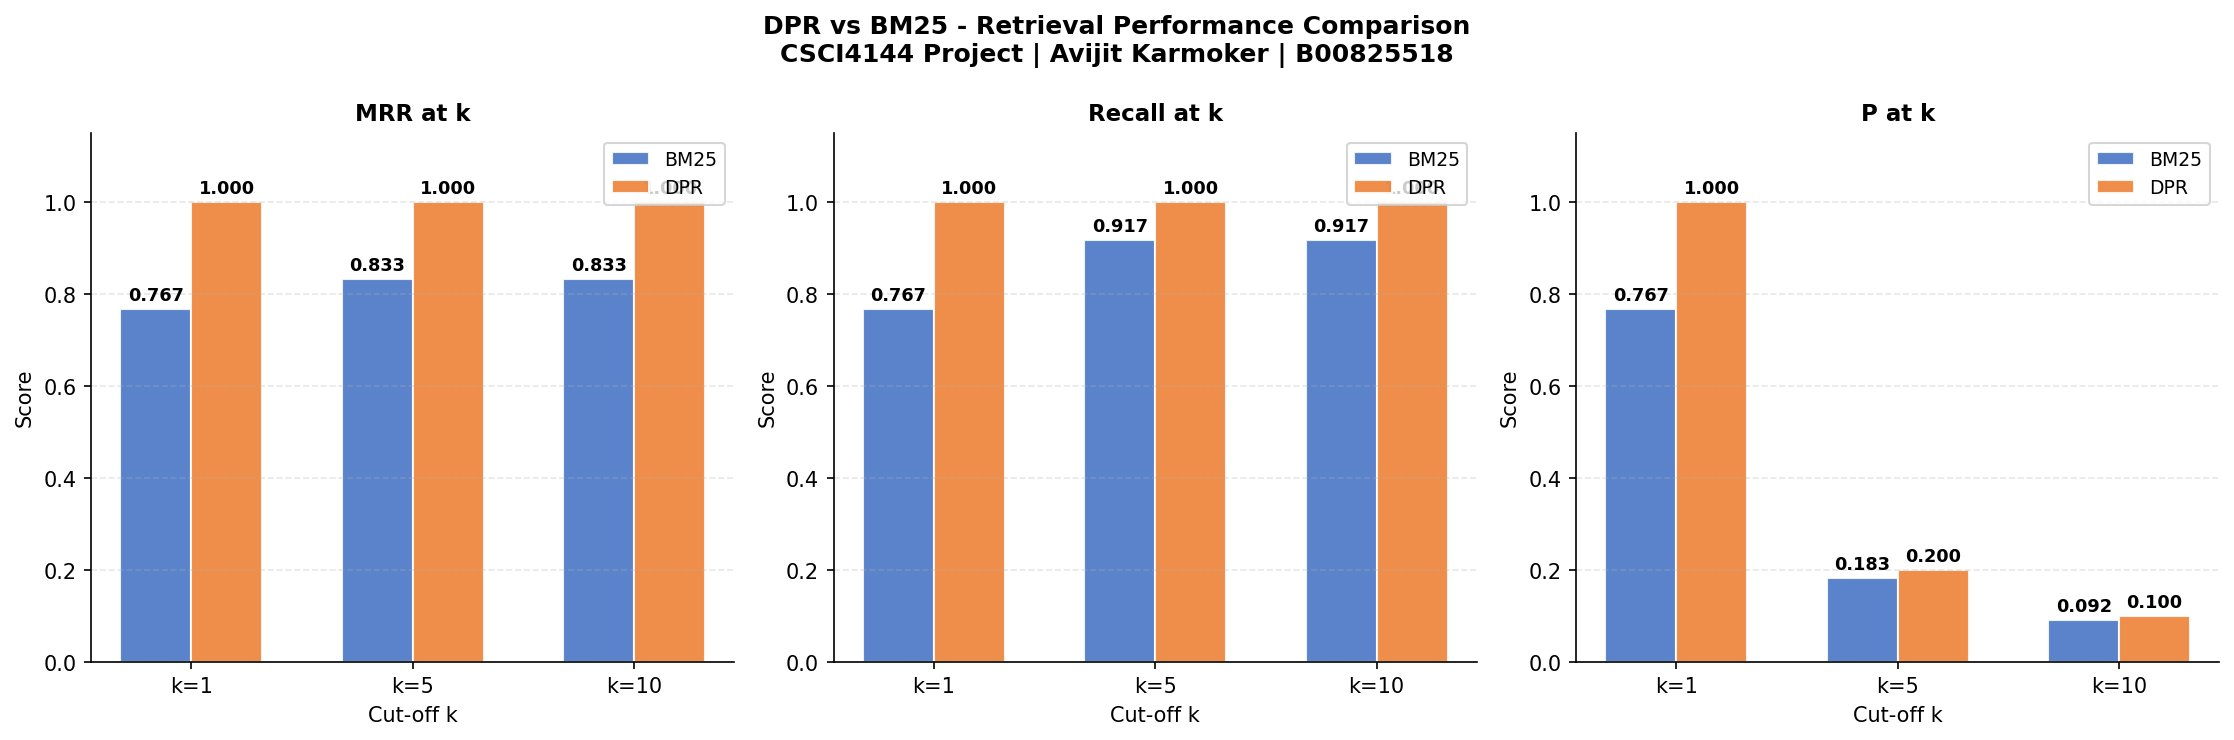 DPR vs BM25 - Retrieval Performance Comparison
CSCI4144 Project | Avijit Karmoker | B00825518
MRR at k
BM25
DPR
1.000
1.000
0.767
0.833
0.833
Score
1.0
0.8
0.6
0.4
0.2
0.0
k=1
k=5
k=10
Cut-off k
Recall at k
BM25
DPR
1.000
1.000
0.767
0.917
0.917
Score
1.0
0.8
0.6
0.4
0.2
0.0
k=1
k=5
k=10
Cut-off k
P at k
BM25
DPR
1.000
0.767
0.183
0.200
0.092
0.100
Score
1.0
0.8
0.6
0.4
0.2
0.0
k=1
k=5
k=10
Cut-off k